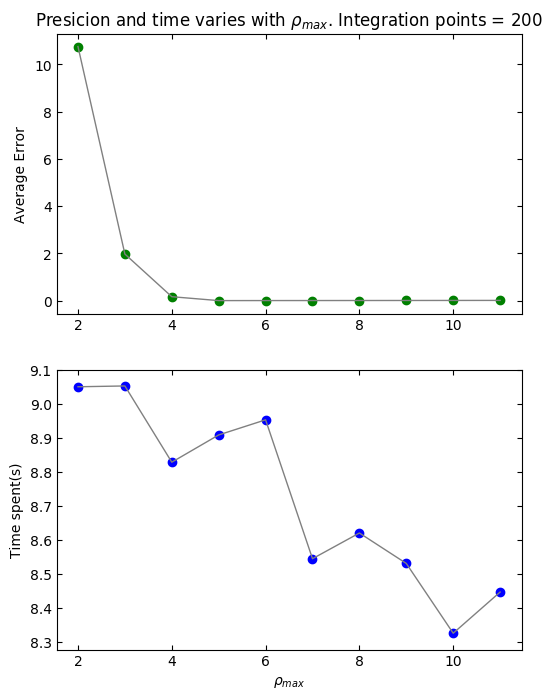 Presicion and time varies with ρmax. Integration points = 200
10
8
6
4
2
0
Average Error
2 4 6 8 10
9.1
9.0
8.9
8.8
8.7
8.6
8.5
8.4
8.3
Time spent(s)
2 4 6 8 10
ρmax